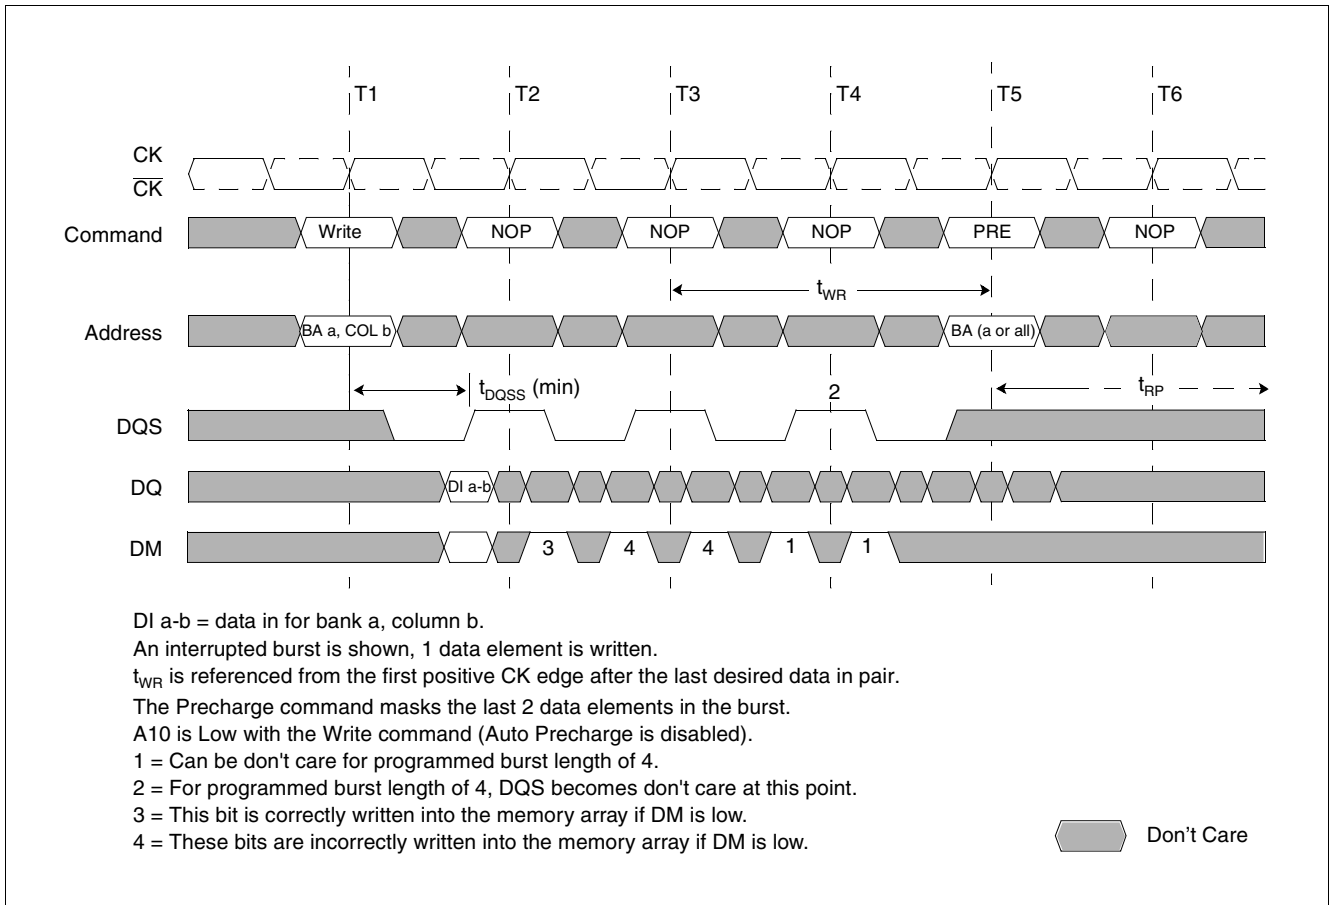 T1 T2 T3 T4 T5 T6
CK
CK
Command Write NOP NOP NOP PRE NOP
tWR
Address BA a, COL b BA (a or all)
tDQSS (min) 2 tRP
DQS
DQ DI a-b
DM 3 4 4 1 1
DI a-b = data in for bank a, column b.
An interrupted burst is shown, 1 data element is written.
tWR is referenced from the first positive CK edge after the last desired data in pair.
The Precharge command masks the last 2 data elements in the burst.
A10 is Low with the Write command (Auto Precharge is disabled).
1 = Can be don't care for programmed burst length of 4.
2 = For programmed burst length of 4, DQS becomes don't care at this point.
3 = This bit is correctly written into the memory array if DM is low.
4 = These bits are incorrectly written into the memory array if DM is low.
Don't Care